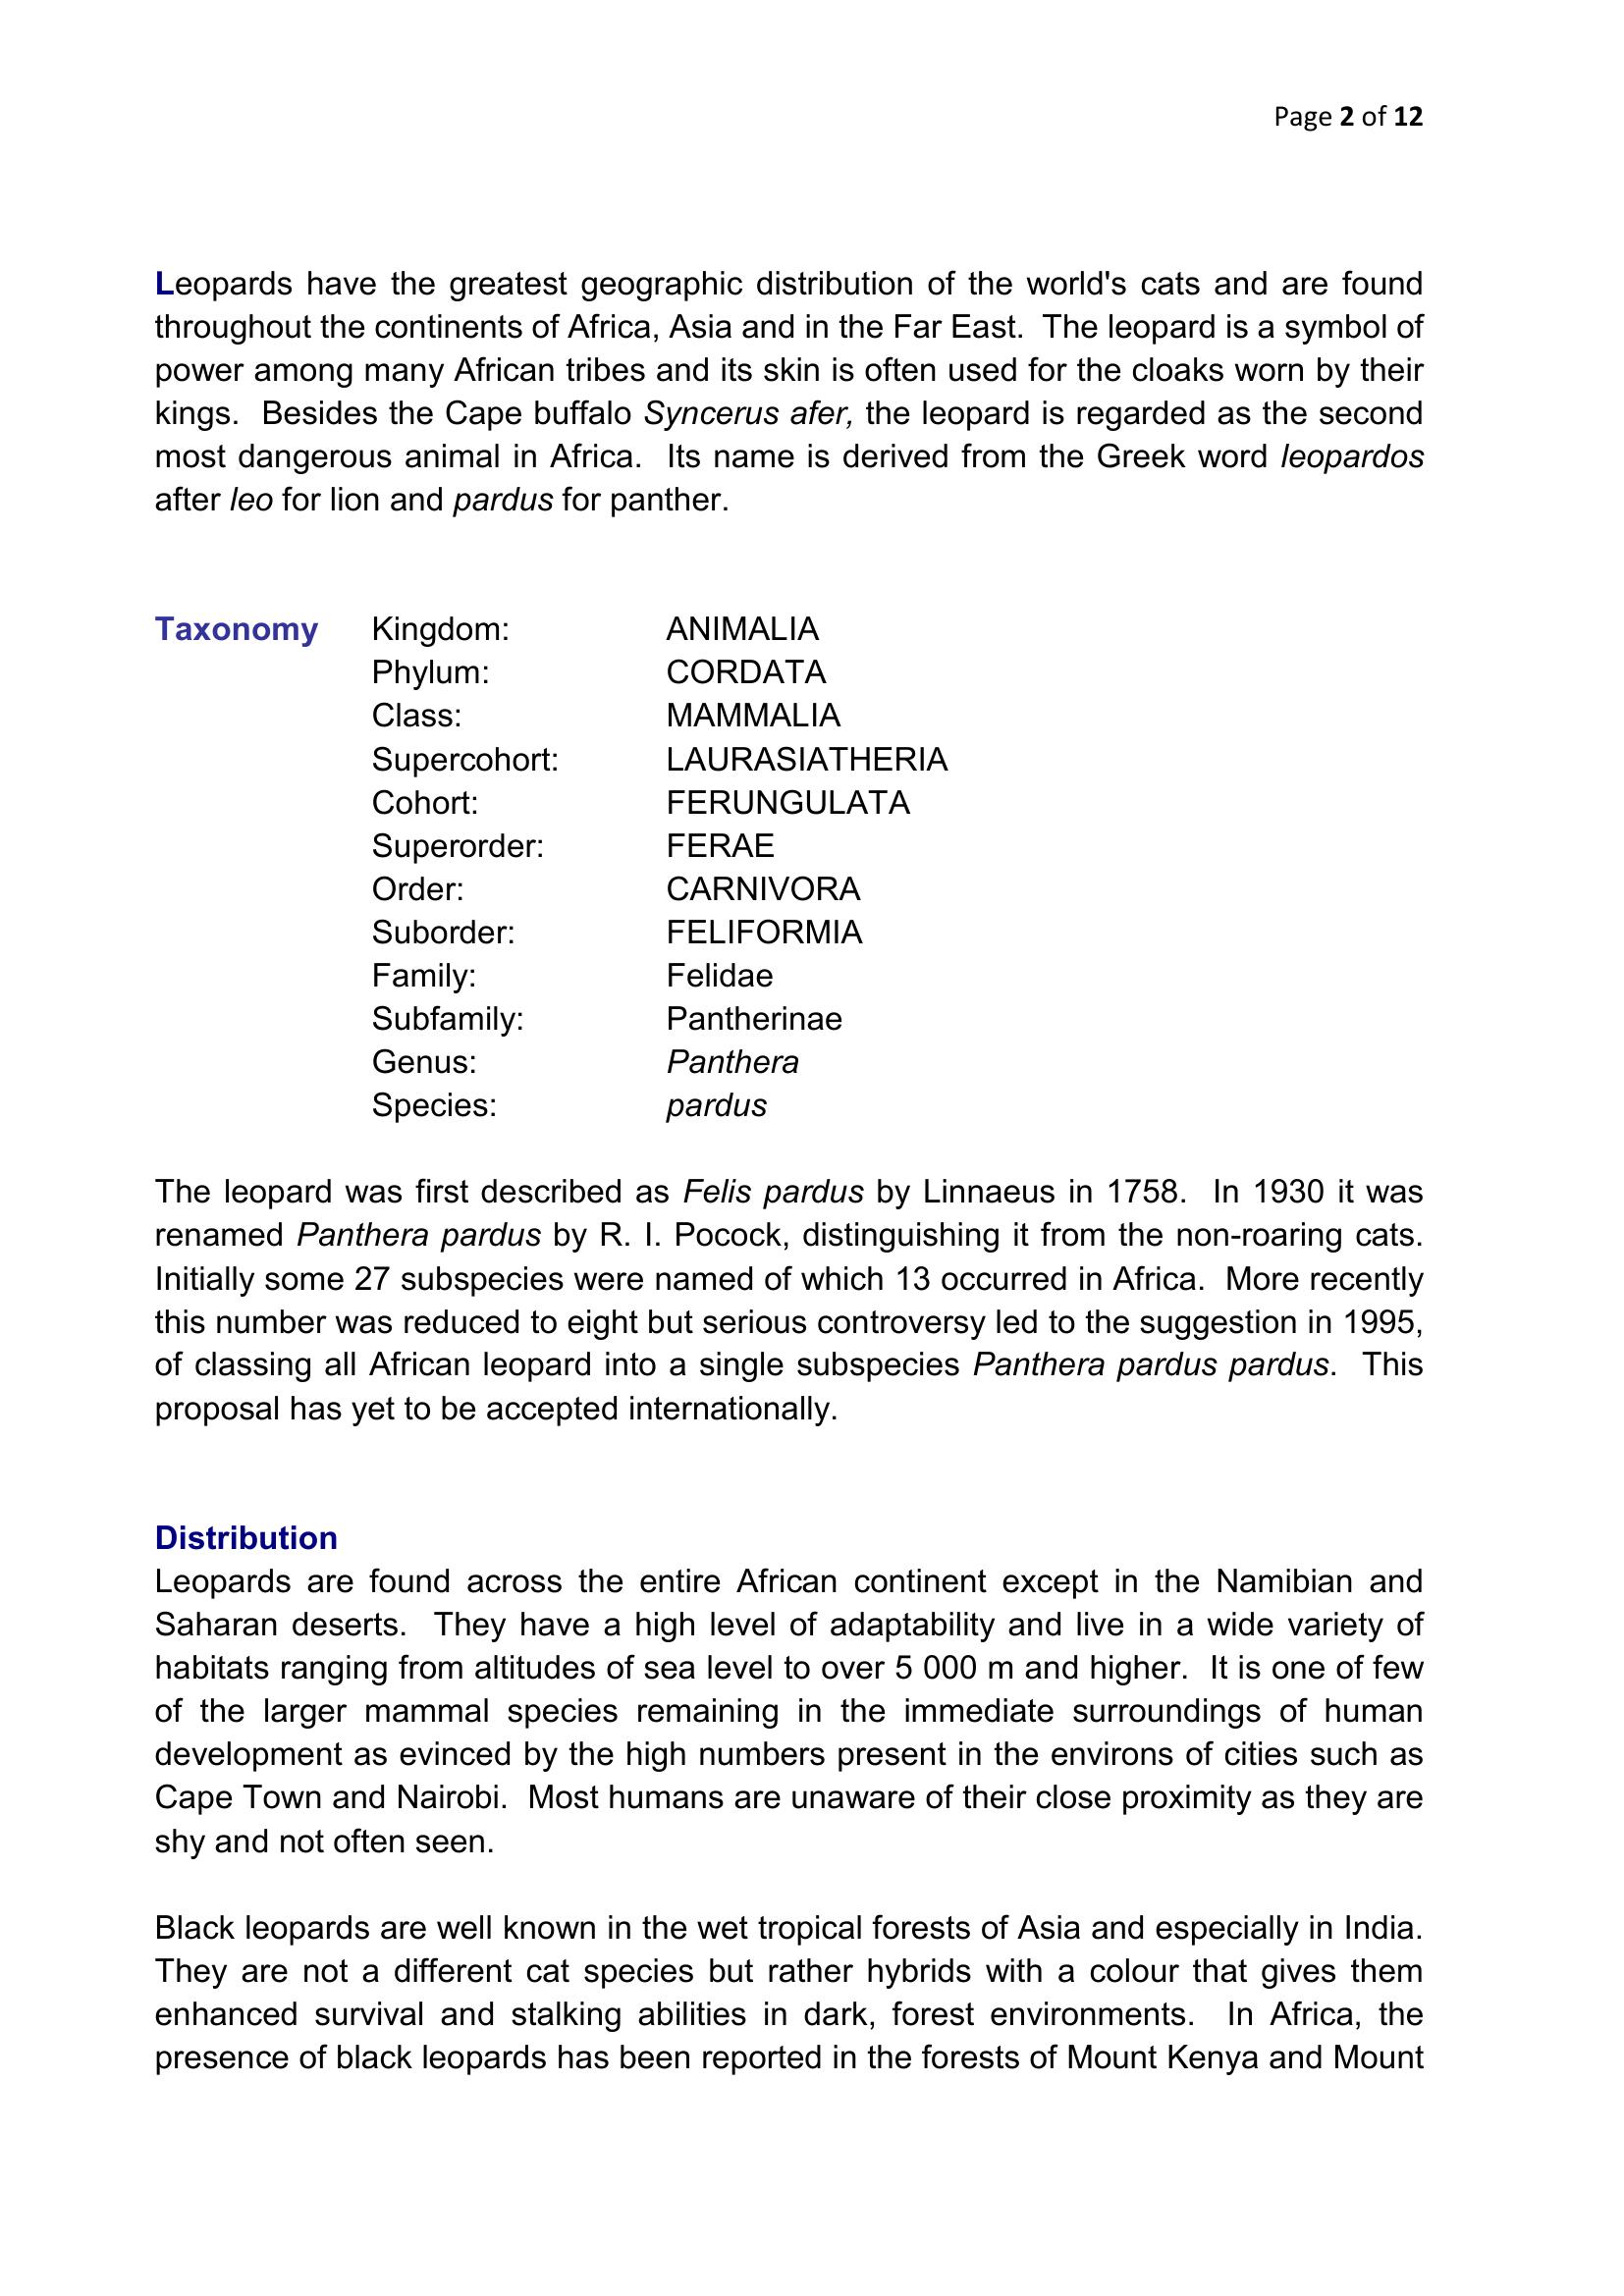 Page 2 of 12
Leopards have the greatest geographic distribution of the world's cats and are found
throughout the continents of Africa, Asia and in the Far East. The leopard is a symbol of
power among many African tribes and its skin is often used for the cloaks worn by their
kings. Besides the Cape buffalo Syncerus afer, the leopard is regarded as the second
most dangerous animal in Africa. Its name is derived from the Greek word leopardos
after leo for lion and pardus for panther.
Taxonomy Kingdom: ANIMALIA
Phylum: CORDATA
Class: MAMMALIA
Supercohort: LAURASIATHERIA
Cohort: FERUNGULATA
Superorder: FERAE
Order: CARNIVORA
Suborder: FELIFORMIA
Family: Felidae
Subfamily: Pantherinae
Genus: Panthera
Species: pardus
The leopard was first described as Felis pardus by Linnaeus in 1758. In 1930 it was
renamed Panthera pardus by R. I. Pocock, distinguishing it from the non-roaring cats.
Initially some 27 subspecies were named of which 13 occurred in Africa. More recently
this number was reduced to eight but serious controversy led to the suggestion in 1995,
of classing all African leopard into a single subspecies Panthera pardus pardus. This
proposal has yet to be accepted internationally.
Distribution
Leopards are found across the entire African continent except in the Namibian and
Saharan deserts. They have a high level of adaptability and live in a wide variety of
habitats ranging from altitudes of sea level to over 5 000 m and higher. It is one of few
of the larger mammal species remaining in the immediate surroundings of human
development as evinced by the high numbers present in the environs of cities such as
Cape Town and Nairobi. Most humans are unaware of their close proximity as they are
shy and not often seen.
Black leopards are well known in the wet tropical forests of Asia and especially in India.
They are not a different cat species but rather hybrids with a colour that gives them
enhanced survival and stalking abilities in dark, forest environments. In Africa, the
presence of black leopards has been reported in the forests of Mount Kenya and Mount